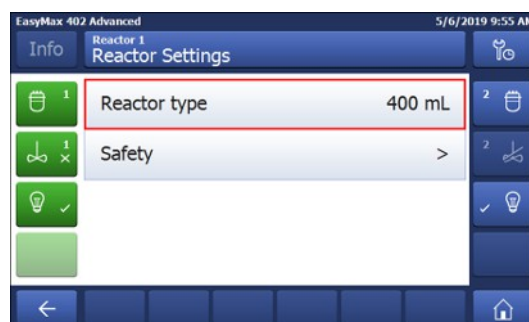 EasyMax 402 Advanced 5/6/2019 9:55 AM
Info
Reactor 1
Reactor Settings
1
Reactor type 400 mL
2
1
Safety >
2